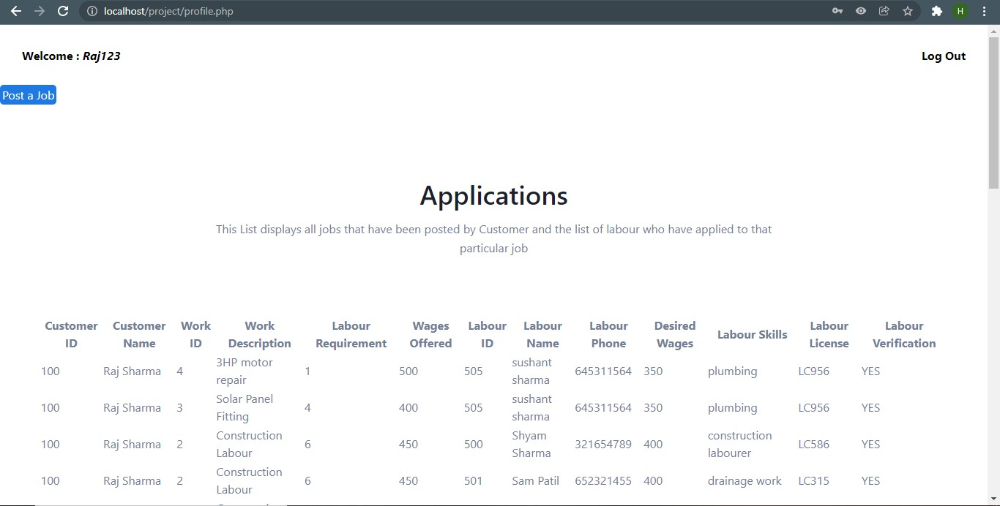 localhost/project/profile.php
H
Welcome : Raj123
Log Out
Post a Job
Applications
This List displays all jobs that have been posted by Customer and the list of labour who have applied to that
particular job
Customer ID Customer Name Work ID Work Description Labour Requirement Wages Offered Labour ID Labour Name Labour Phone Desired Wages Labour Skills Labour License Labour Verification
100 Raj Sharma 4 3HP motor repair 1 500 505 sushant sharma 645311564 350 plumbing LC956 YES
100 Raj Sharma 3 Solar Panel Fitting 4 400 505 sushant sharma 645311564 350 plumbing LC956 YES
100 Raj Sharma 2 Construction Labour 6 450 500 Shyam Sharma 321654789 400 construction labourer LC586 YES
100 Raj Sharma 2 Construction Labour 6 450 501 Sam Patil 652321455 400 drainage work LC315 YES